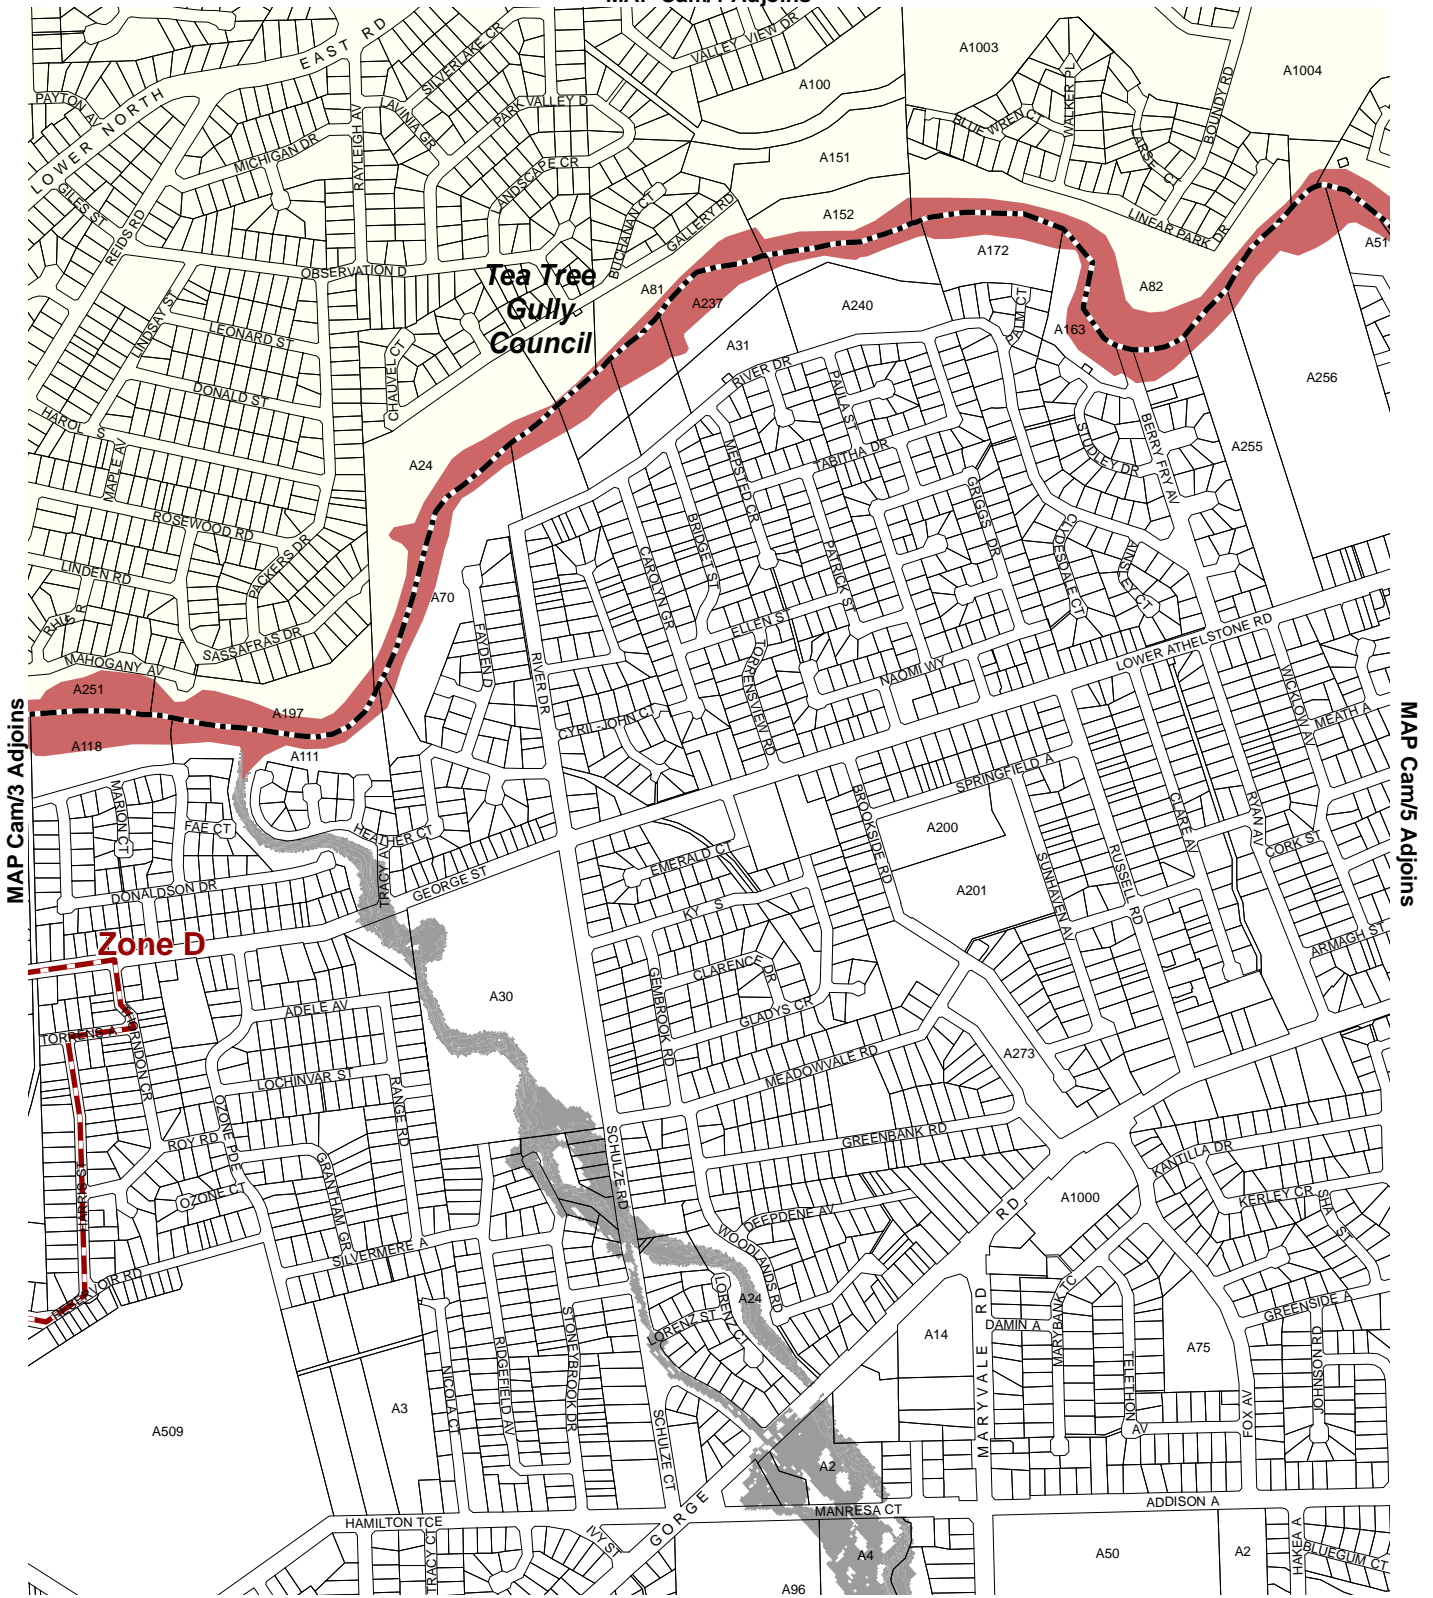 EAST RD
SILVERLAKE CR
VALLEY VIEW DR
A1003
A1004
A100
PAYTON AV
LOWER NORTH
LAVINIA GR
PARK VALLEY D
RAYLEIGH AV
MICHIGAN DR
BLUE WREN CT
WALKER PL
BOUNDY RD
A151
GILES ST
REIDS RD
BUCHANAN CT
GALLERY RD
A152
LINEAR PARK DR
A51
A172
OBSERVATION D
Tea Tree
Gully
Council
A81
A237
A82
A240
A163
PALM CT
LINDSAY ST
LEONARD ST
A31
RIVER DR
A256
CHAUVEL CT
DONALD ST
PAULA ST
HAROL S
A24
MAPLE AV
MEPSTED CR
TABITHA DR
STUDLEY DR
BERRY FRY AV
A255
ROSEWOOD RD
GRIGGS DR
LINDEN RD
PACKERS DR
CAROLYN GR
BRIDGET ST
PATRICK ST
CLYDESDALE CT
AINSLEY CT
A70
ELLEN ST
LOWER ATHELSTONE RD
SASSAFRAS DR
MAHOGANY AV
FAYDEN D
RIVER DR
TORRENSVIEW RD
NAOMI WY
WICKLOW AV
A251
A197
CYRIL-JOHN CT
MEATH A
MAP Cam/3 Adjoins
MAP Cam/5 Adjoins
A118
A111
MARION CT
SPRINGFIELD A
BROOKSIDE RD
FAE CT
HEATHER CT
A200
CLARE A
RYAN AV
CORK ST
EMERALD CT
TRACY A
GEORGE ST
DONALDSON DR
A201
SUNHAVEN AV
RUSSELL RD
KY S
ARMAGH ST
Zone D
CLARENCE DR
GEMBROOK RD
A30
ADELE AV
GLADYS CR
TORRENS A
A273
MEADOWVALE RD
LOCHINVAR ST
RANGE RD
OZONE PDE
ROY RD
SCHULZE RD
GREENBANK RD
KANTILLA DR
GRANTHAM GR
OZONE CT
A1000
KERLEY CR
DEEPDENE AV
WOODLANDS RD
RD
SILVERMERE A
LORENZ CT
A24
GREENSIDE A
LORENZ ST
MARYVALE RD
DAMIN A
MARYBANK TC
A14
A75
JOHNSON RD
STONEYBROOK DR
RIDGEFIELD AV
NICOLA CT
TELETHON
AV
FOX AV
A3
A509
SCHULZE CT
A2
GORGE
MANRESA CT
ADDISON A
HAMILTON TCE
IVY ST
TRACY CT
A4
A50
A2
HAKEA A
BLUEGUM CT
A96